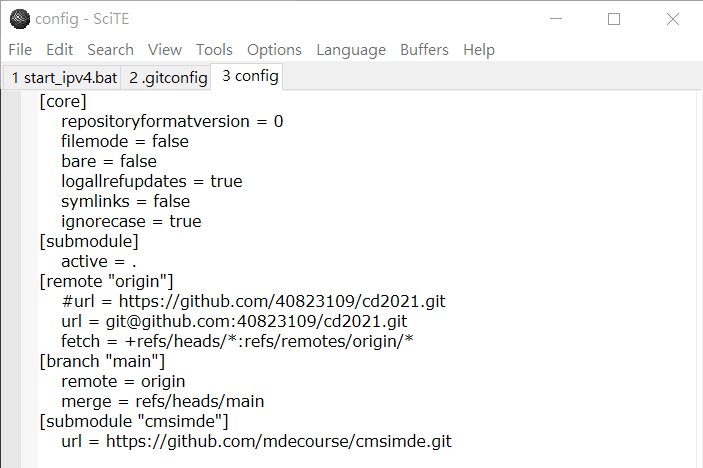 config - SciTE
File Edit Search View Tools Options Language Buffers Help
1 start_ipv4.bat 2 .gitconfig 3 config
[core]
repositoryformatversion = 0
filemode = false
bare = false
logallrefupdates = true
symlinks = false
ignorecase = true
[submodule]
active = .
[remote "origin"]
#url = https://github.com/40823109/cd2021.git
url = git@github.com:40823109/cd2021.git
fetch = +refs/heads/*:refs/remotes/origin/*
[branch "main"]
remote = origin
merge = refs/heads/main
[submodule "cmsimde"]
url = https://github.com/mdecourse/cmsimde.git